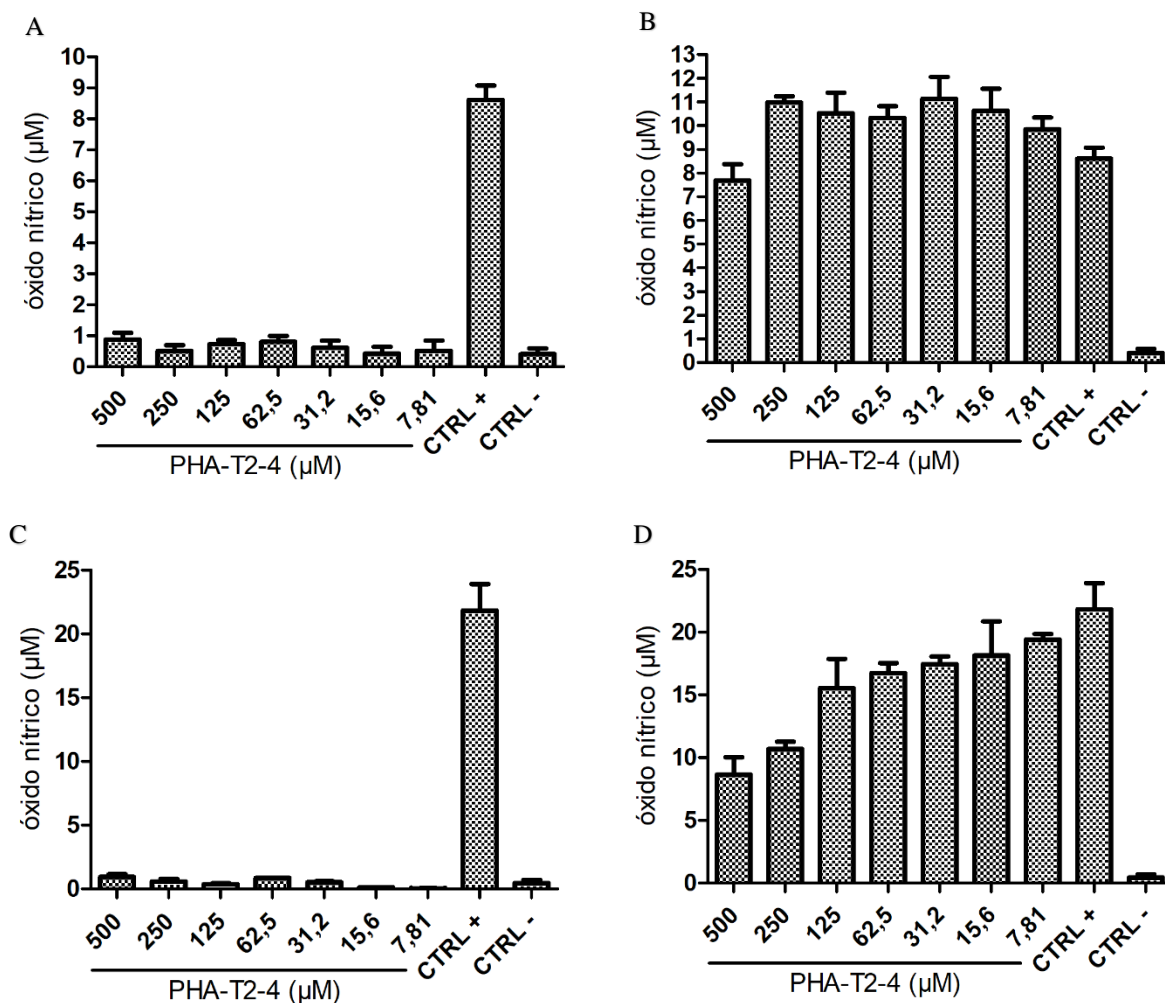 A
óxido nítrico (µM)
10
9
8
7
6
5
4
3
2
1
0
500 250 125 62,5 31,2 15,6 7,81 CTRL + CTRL -
PHA-T2-4 (µM)
B
óxido nítrico (µM)
13
12
11
10
9
8
7
6
5
4
3
2
1
0
500 250 125 62,5 31,2 15,6 7,81 CTRL + CTRL -
PHA-T2-4 (µM)
C
óxido nítrico (µM)
25
20
15
10
5
0
500 250 125 62,5 31,2 15,6 7,81 CTRL + CTRL -
PHA-T2-4 (µM)
D
óxido nítrico (µM)
25
20
15
10
5
0
500 250 125 62,5 31,2 15,6 7,81 CTRL + CTRL -
PHA-T2-4 (µM)